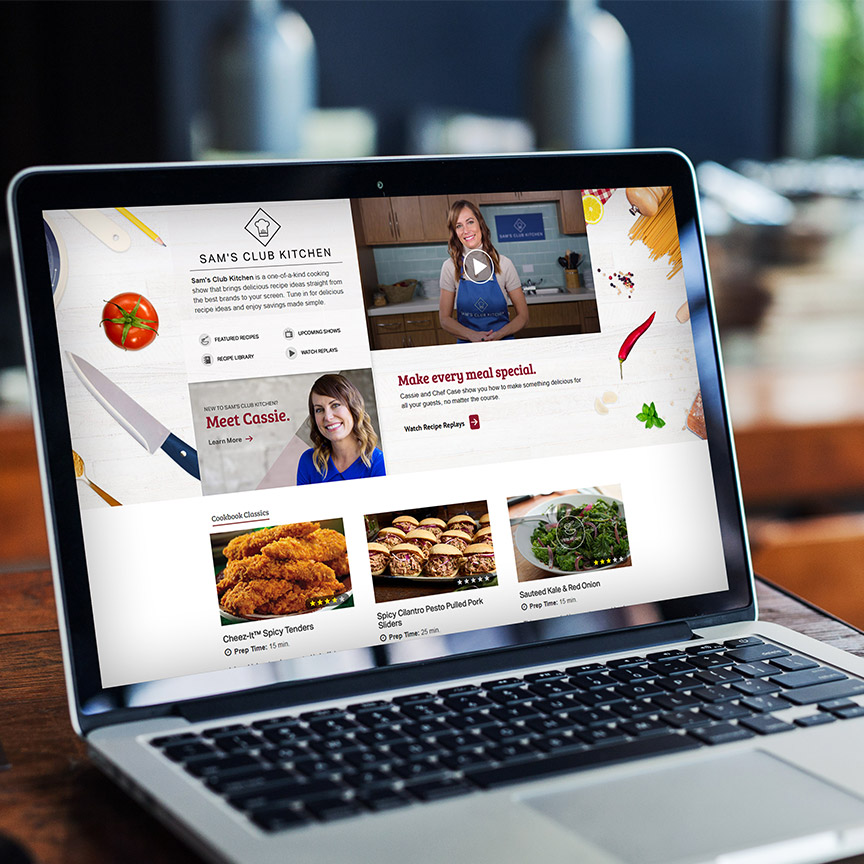 SAM'S CLUB KITCHEN
Sam's Club Kitchen is a one-of-a-kind cooking
show that brings delicious recipe ideas straight from
the best brands to your screen. Tune in for delicious
recipe ideas and enjoy savings made simple.
FEATURED RECIPES
UPCOMING SHOWS
RECIPE LIBRARY
WATCH REPLAYS
SAM'S CLUB KITCHEN
SAM'S CLUB KITCHEN
NEW TO SAM'S CLUB KITCHEN?
Meet Cassie.
Learn More
Make every meal special.
Cassie and Chef Case show you how to make something delicious for
all your guests, no matter the course.
Watch Recipe Replays
Cookbook Classics
Cheez-It™ Spicy Tenders
Prep Time: 15 min.
Spicy Cilantro Pesto Pulled Pork
Sliders
Prep Time: 25 min.
Sauteed Kale & Red Onion
Prep Time: 15 min.